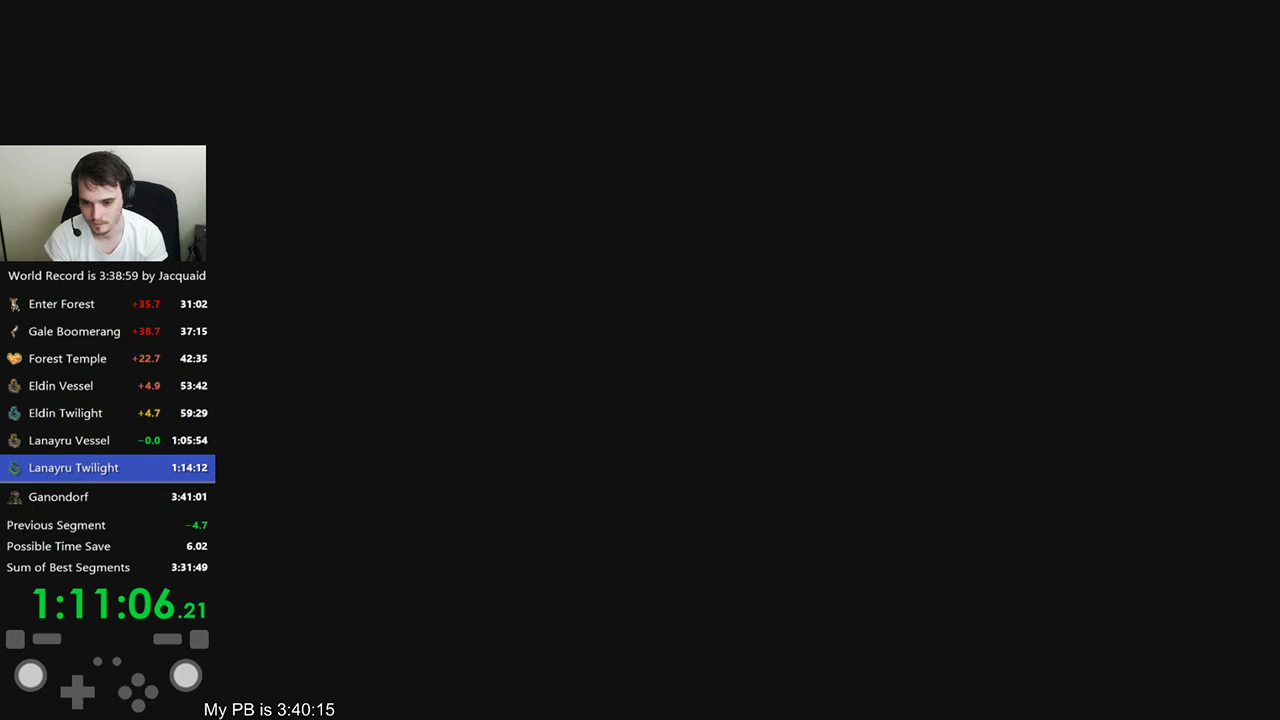 World Record is 3:38:59 by Jacquaid
Enter Forest +35.7 31:02
Gale Boomerang +38.7 37:15
Forest Temple +22.7 42:35
Eldin Vessel +4.9 53:42
Eldin Twilight +4.7 59:29
Lanayru Vessel −0.0 1:05:54
Lanayru Twilight 1:14:12
Ganondorf 3:41:01
Previous Segment −4.7
Possible Time Save 6.02
Sum of Best Segments 3:31:49
1:11:06.21
My PB is 3:40:15